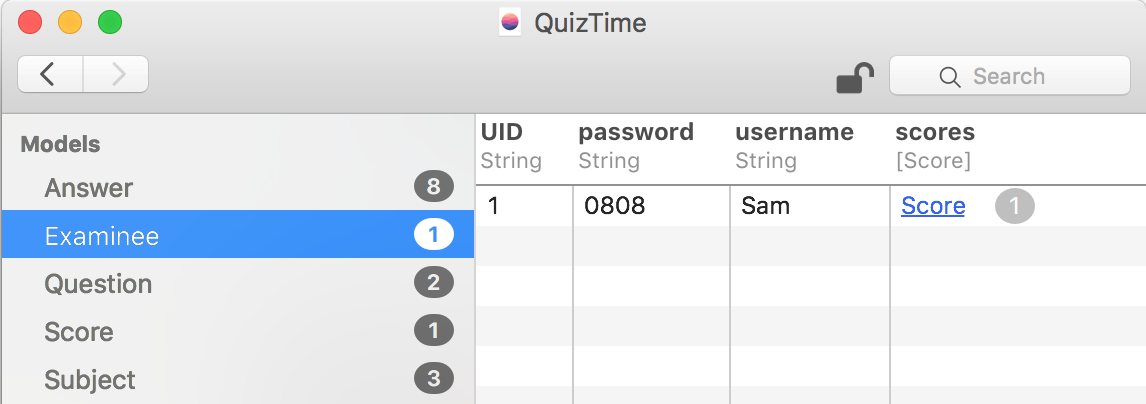 QuizTime
Search
Models
Answer 8
Examinee 1
Question 2
Score 1
Subject 3
UID password username scores
String String String [Score]
1 0808 Sam Score 1